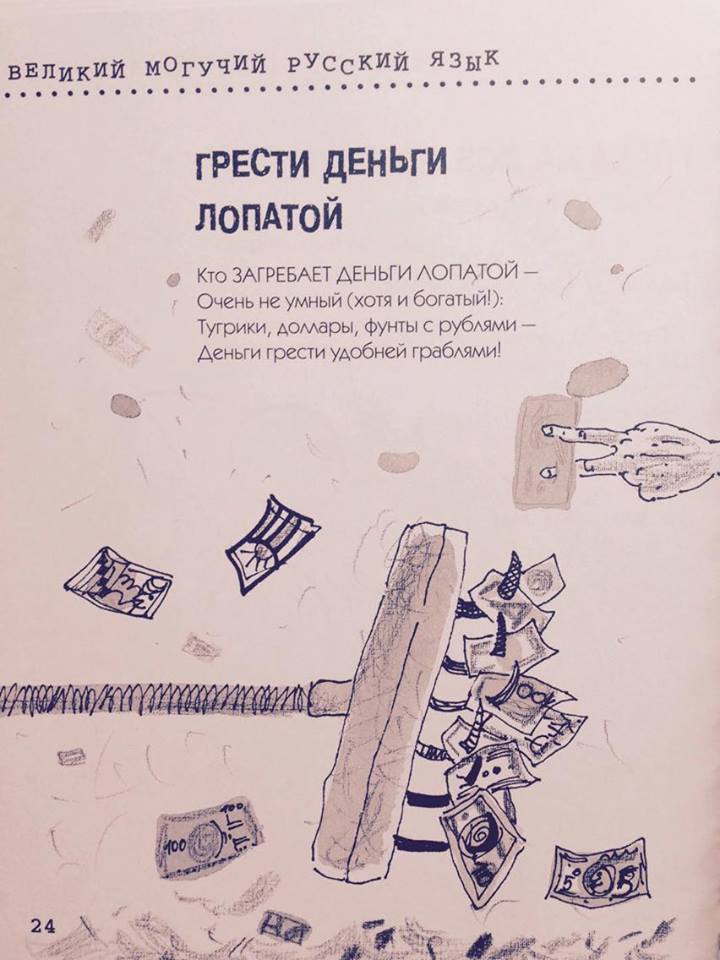 ВЕЛИКИЙ МОГУЧИЙ РУССКИЙ ЯЗЫК
ГРЕСТИ ДЕНЬГИ
ЛОПАТОЙ
Кто ЗАГРЕБАЕТ ДЕНЬГИ ЛОПАТОЙ —
Очень не умный (хотя и богатый!):
Тугрики, доллары, фунты с рублями —
Деньги грести удобней граблями!
100
100
24